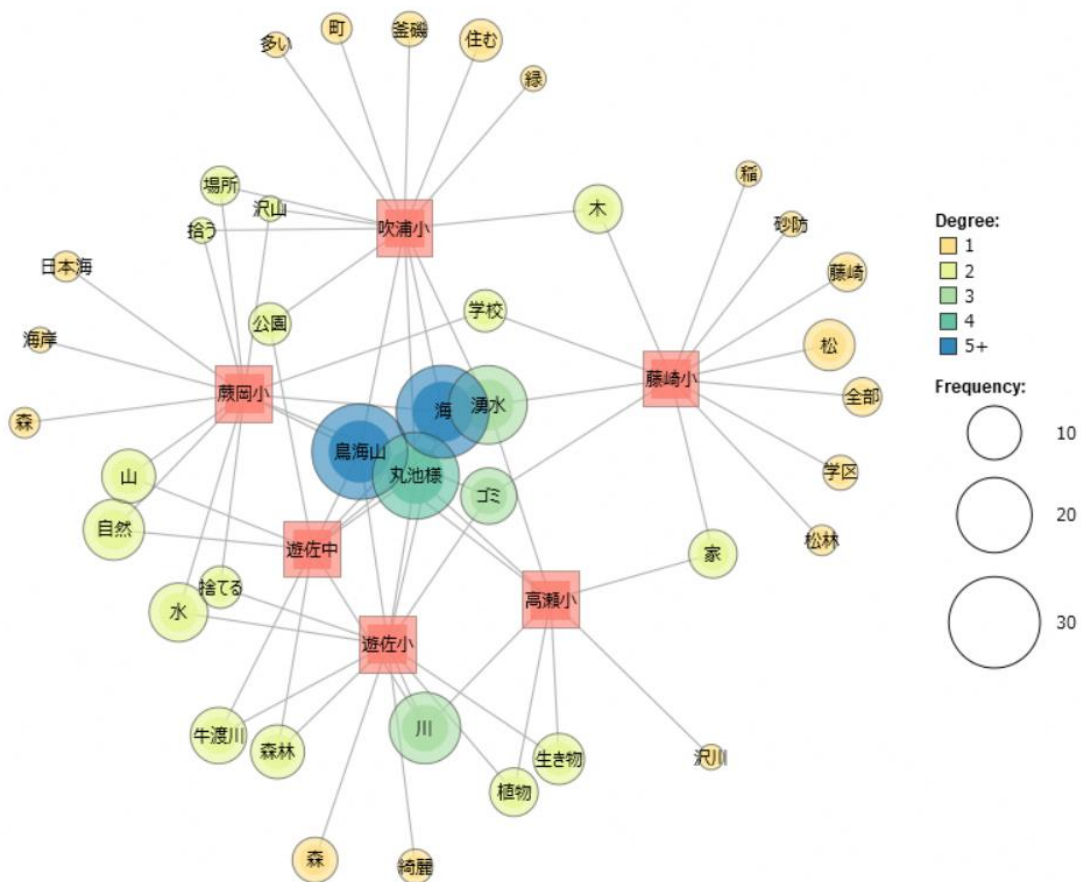 町
釜磯
住む
多い
緑
稲
場所
沢山
木
砂防
拾う
吹浦小
日本海
藤崎
学校
公園
海岸
松
藤崎小
蕨岡小
全部
海
湧水
森
鳥海山
丸池様
山
学区
ゴミ
自然
松林
遊佐中
家
捨てる
水
高瀬小
遊佐小
川
牛渡川
森林
生き物
沢川
植物
森
綺麗
Degree:
1
2
3
4
5+
Frequency:
10
20
30